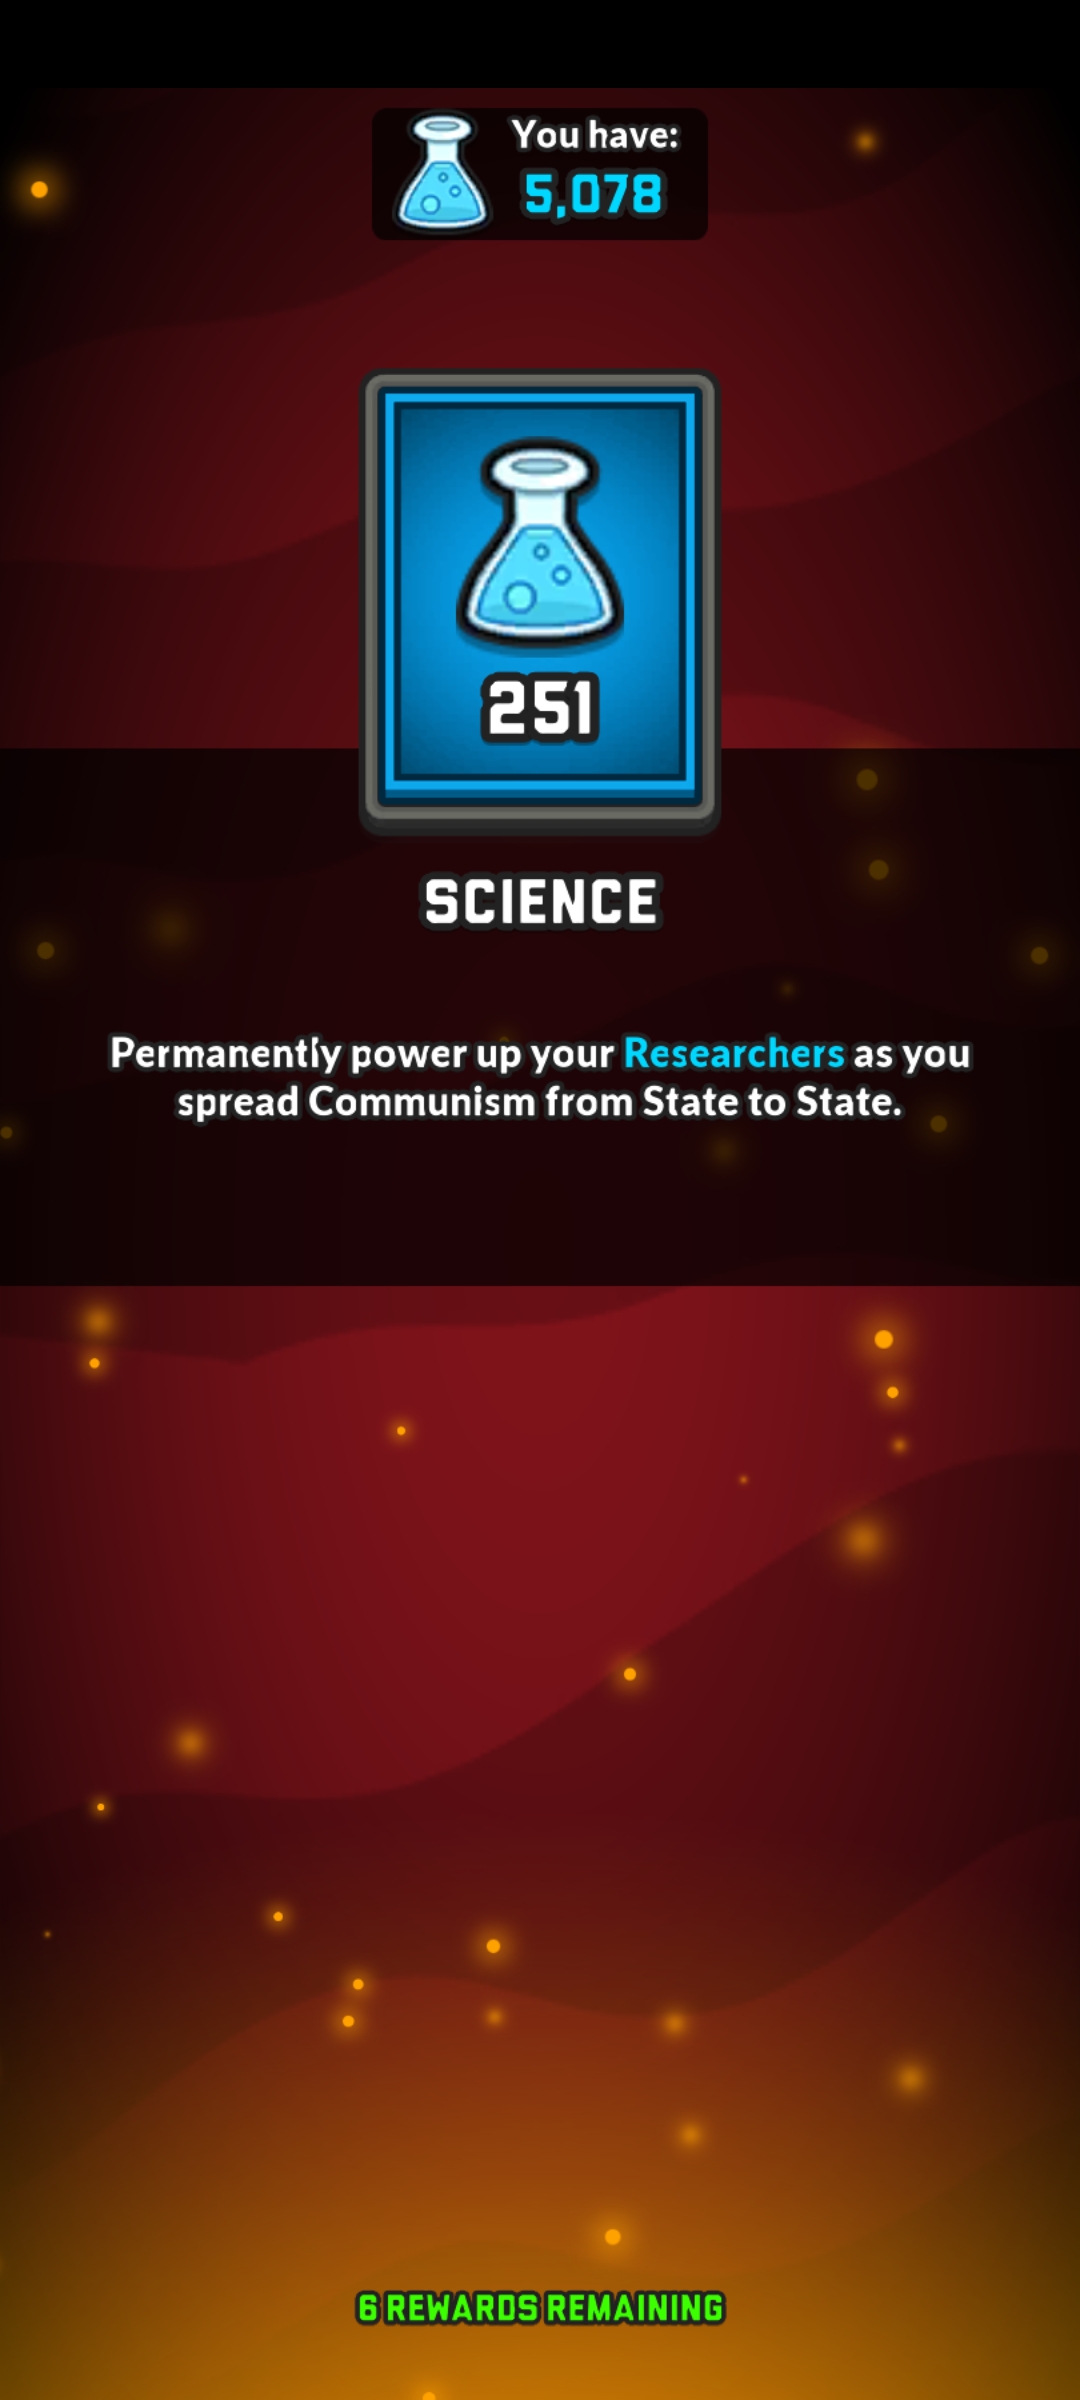 You have:
5,078
251
SCIENCE
Permanently power up your Researchers as you
spread Communism from State to State.
6 REWARDS REMAINING